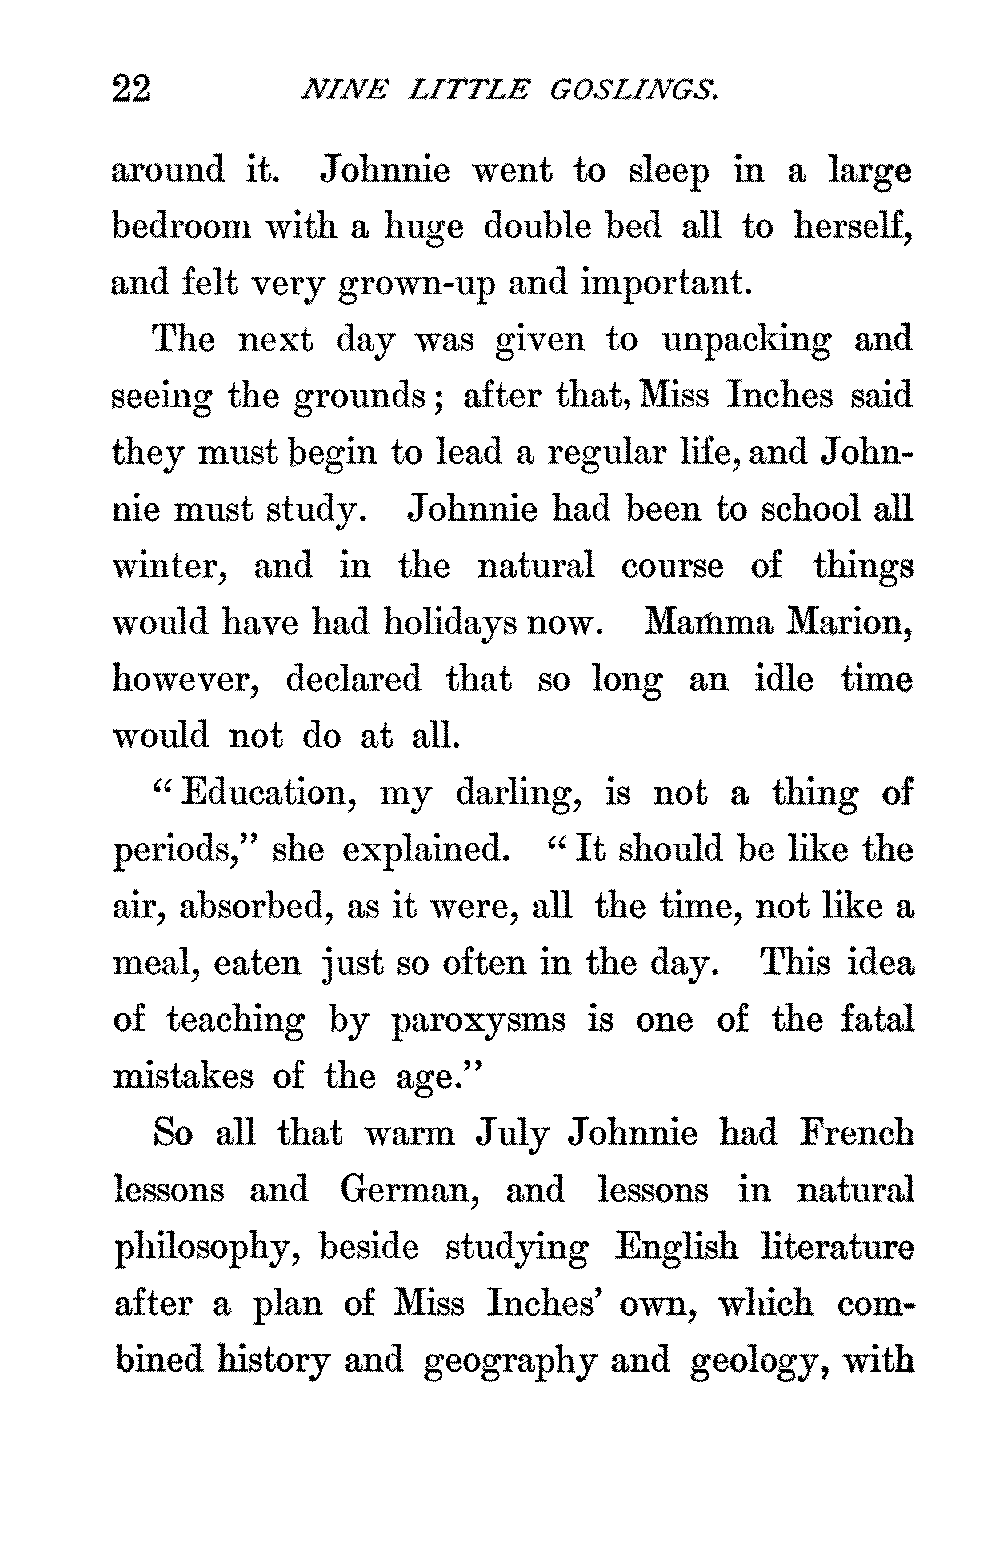 22 NINE LITTLE GOSLINGS.
around it. Johnnie went to sleep in a large
bedroom with a huge double bed all to herself,
and felt very grown-up and important.
The next day was given to unpacking and
seeing the grounds; after that, Miss Inches said
they must begin to lead a regular life, and John-
nie must study. Johnnie had been to school all
winter, and in the natural course of things
would have had holidays now. Mamma Marion,
however, declared that so long an idle time
would not do at all.
"Education, my darling, is not a thing of
periods," she explained. "It should be like the
air, absorbed, as it were, all the time, not like a
meal, eaten just so often in the day. This idea
of teaching by paroxysms is one of the fatal
mistakes of the age."
So all that warm July Johnnie had French
lessons and German, and lessons in natural
philosophy, beside studying English literature
after a plan of Miss Inches' own, which com-
bined history and geography and geology, with